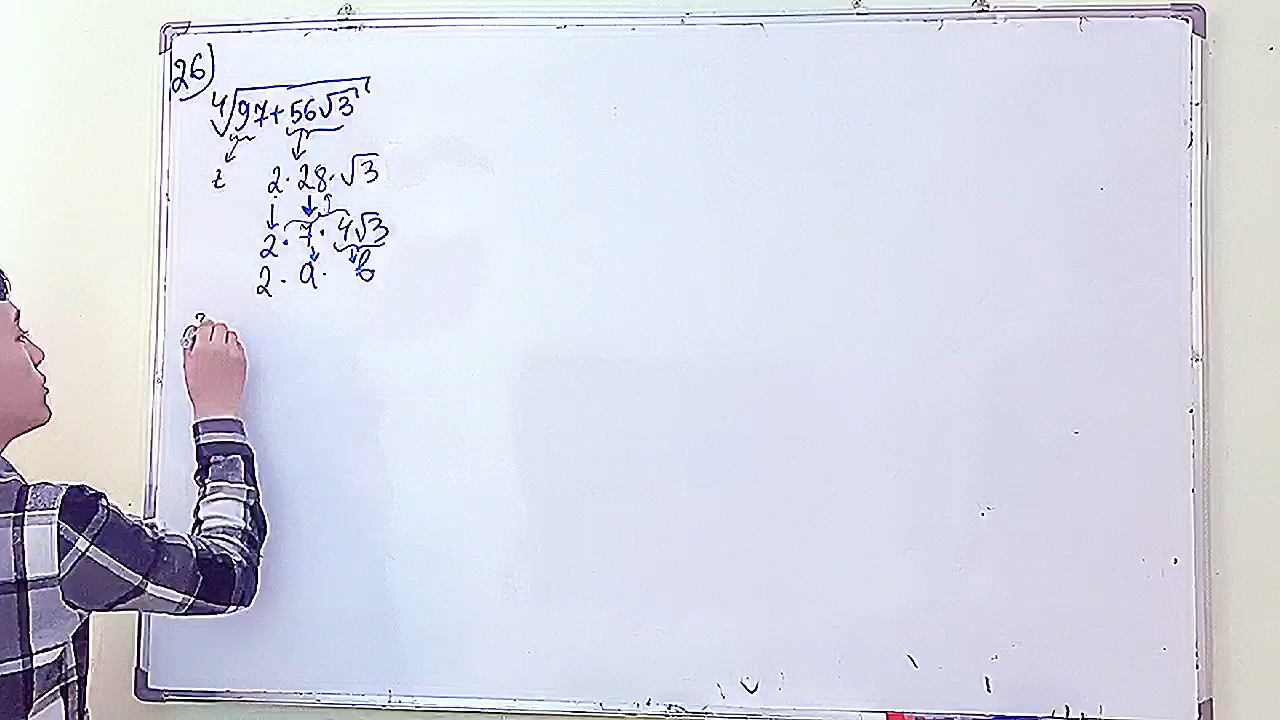 26)
⁴√97+56√3
t 2·28·√3
2·7·4√3
2·a·b